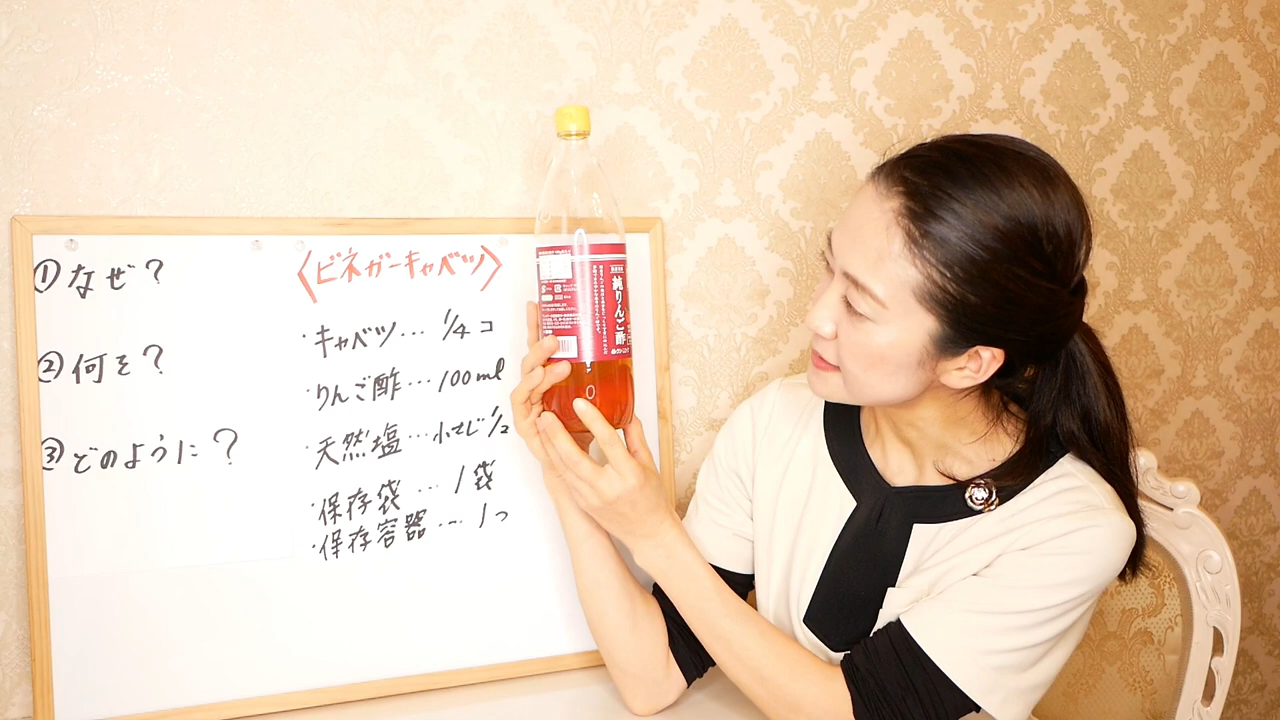 ①なぜ?
②何を?
③どのように?
〈ビネガーキャベツ〉
・キャベツ… 1/4コ
・りんご酢…100ml
・天然塩…小さじ1/2
・保存袋…1袋
・保存容器…1つ
純りんご酢